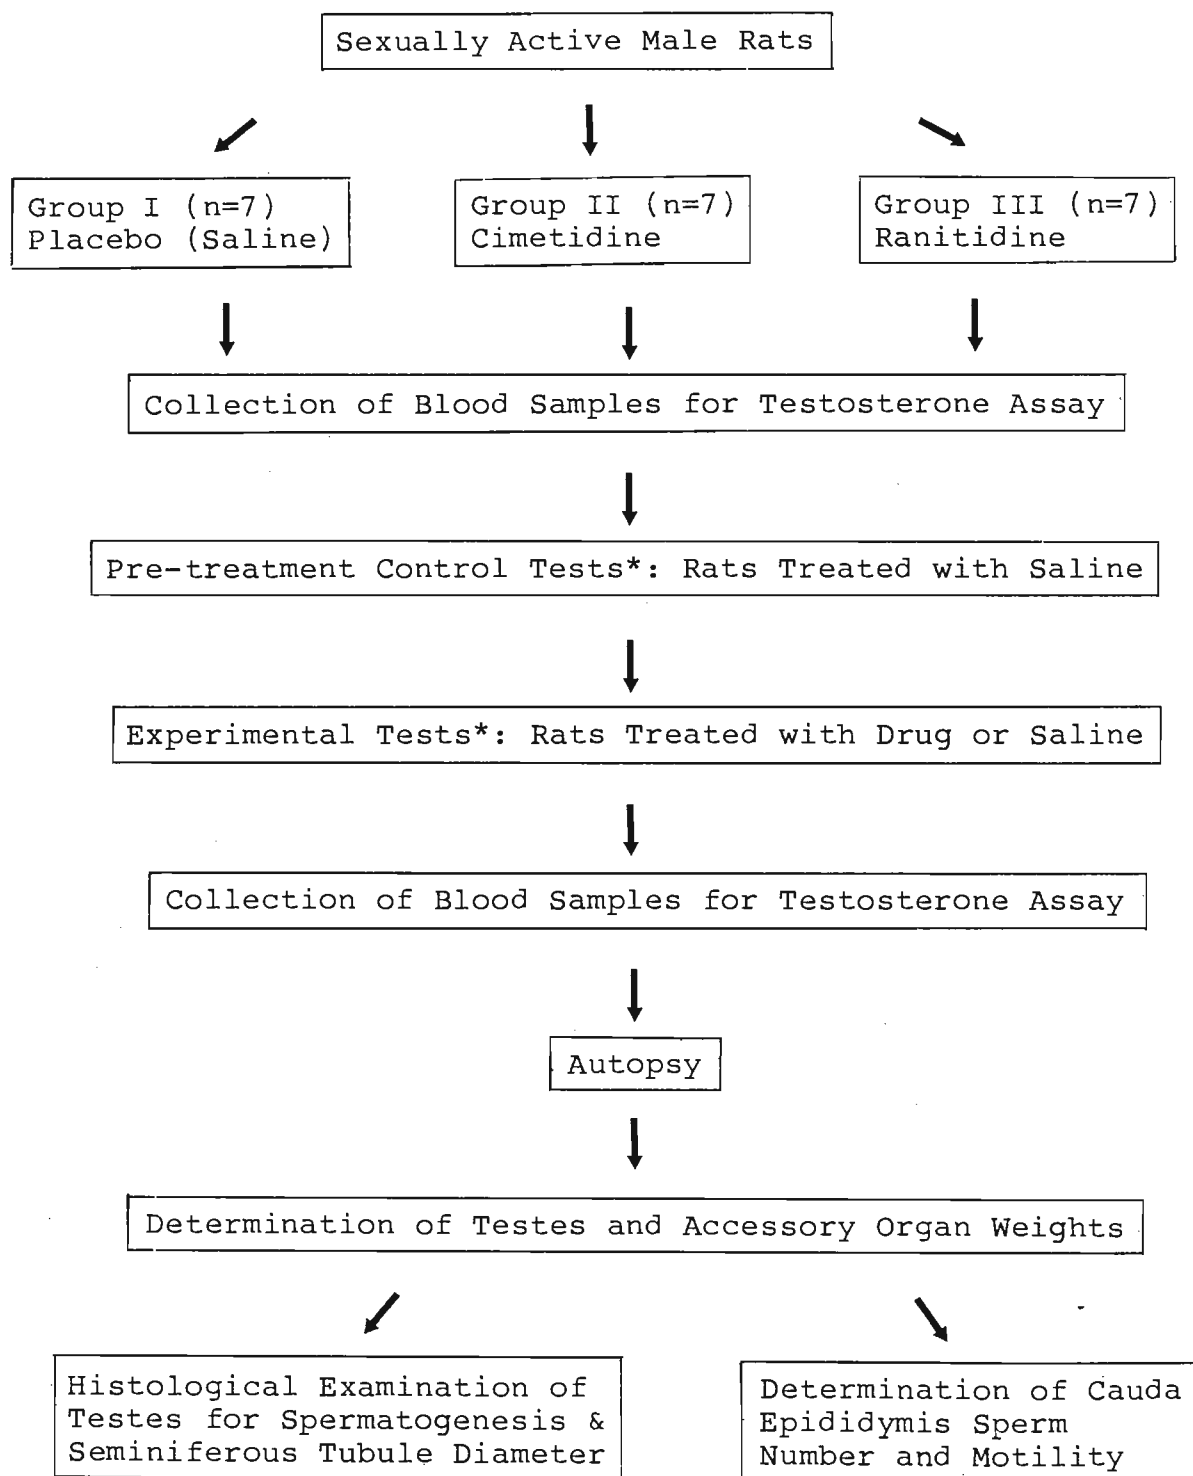 Sexually Active Male Rats
Group I (n=7)
Placebo (Saline)
Group II (n=7)
Cimetidine
Group III (n=7)
Ranitidine
Collection of Blood Samples for Testosterone Assay
Pre-treatment Control Tests*: Rats Treated with Saline
Experimental Tests*: Rats Treated with Drug or Saline
Collection of Blood Samples for Testosterone Assay
Autopsy
Determination of Testes and Accessory Organ Weights
Histological Examination of
Testes for Spermatogenesis &
Seminiferous Tubule Diameter
Determination of Cauda
Epididymis Sperm
Number and Motility